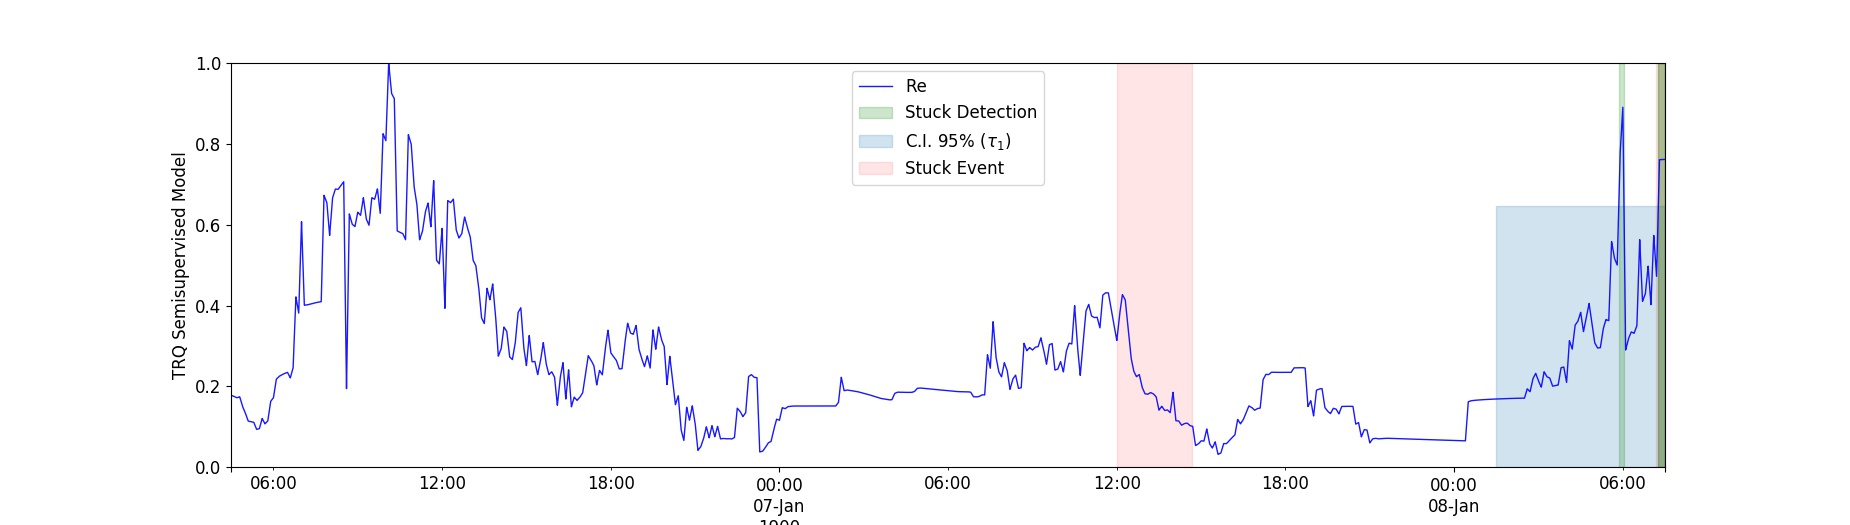 TRQ Semisupervised Model
1.0
0.8
0.6
0.4
0.2
0.0
Re
Stuck Detection
C.I. 95% (τ₁)
Stuck Event
06:00 12:00 18:00 00:00 06:00 12:00 18:00 00:00 06:00
07-Jan 08-Jan
1900